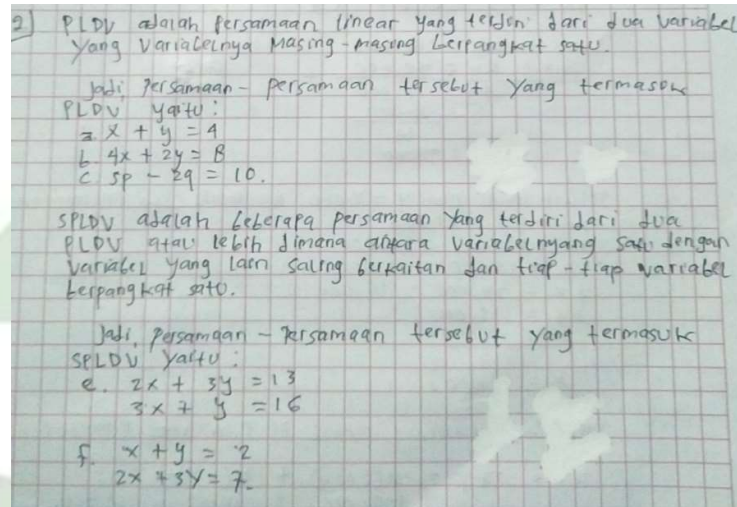 2) PLDV adalah persamaan linear yang terdiri dari dua variabel
yang variabelnya masing-masing berpangkat satu.
Jadi, persamaan - persamaan tersebut yang termasuk
PLDV yaitu :
a. x + y = 4
b. 4x + 2y = 8
c. 5p - 2q = 10.
SPLDV adalah beberapa persamaan yang terdiri dari dua
PLDV atau lebih dimana antara variabelnyang satu dengan
variabel yang lain saling berkaitan dan tiap-tiap variabel
berpangkat satu.
Jadi, persamaan - persamaan tersebut yang termasuk
SPLDV yaitu :
e. 2x + 3y = 13
3x + y = 16
f. x + y = 2
2x + 3y = 7.